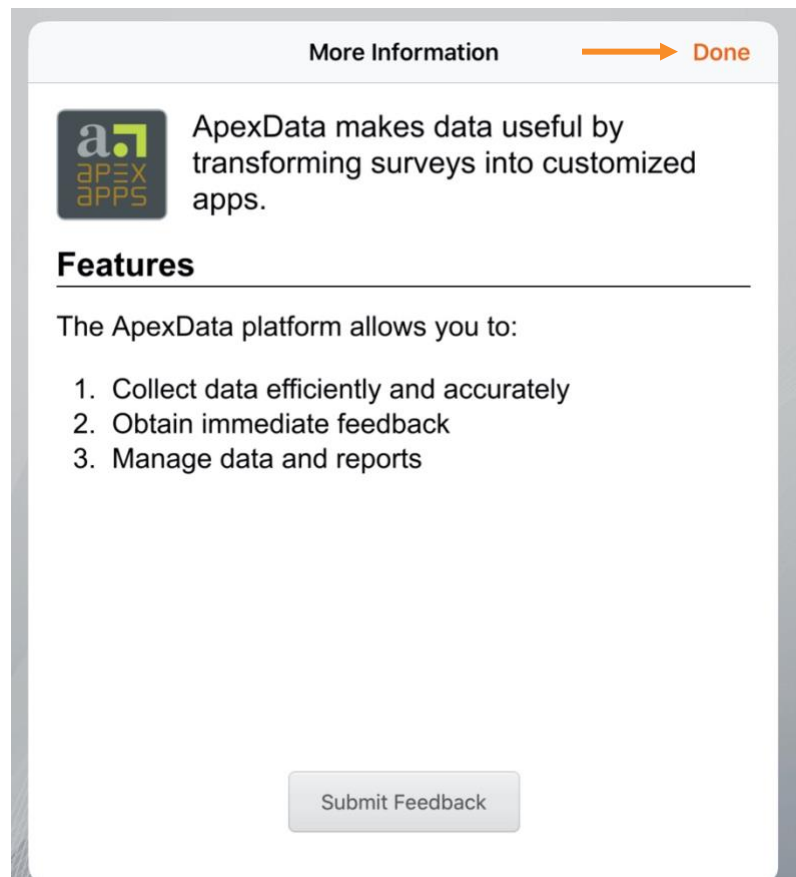 More Information
Done
a
apex
apps
ApexData makes data useful by
transforming surveys into customized
apps.
Features
The ApexData platform allows you to:
1. Collect data efficiently and accurately
2. Obtain immediate feedback
3. Manage data and reports
Submit Feedback